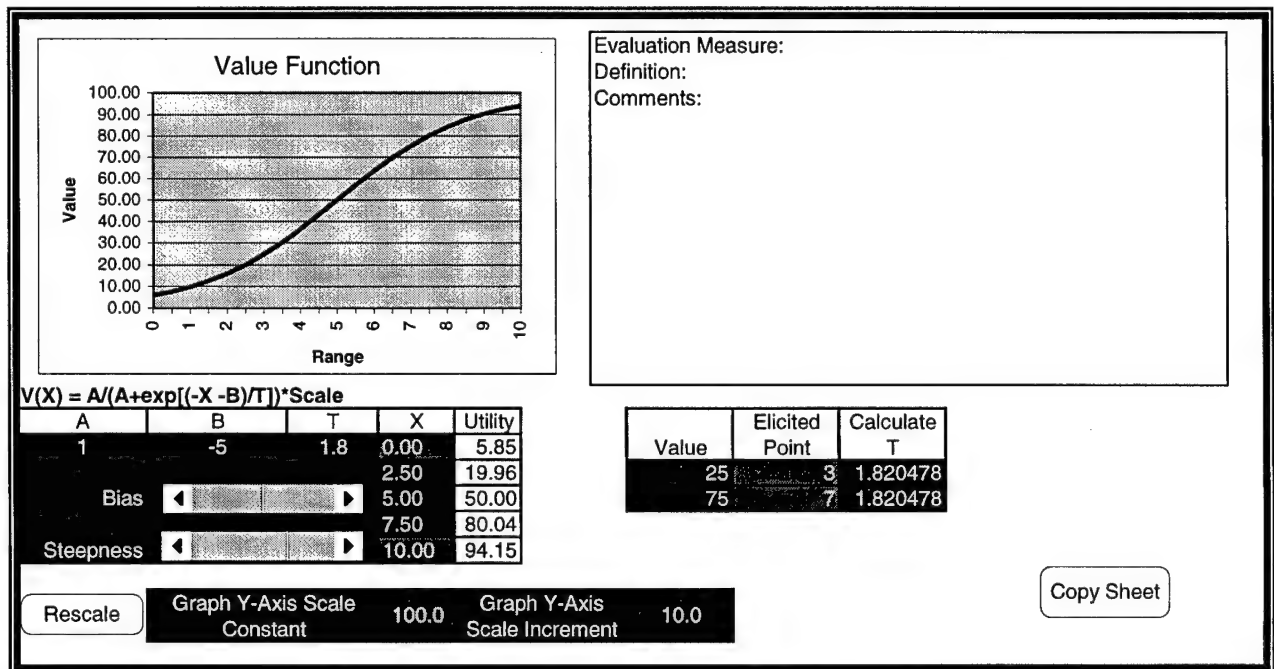 Value Function
Value
100.00
90.00
80.00
70.00
60.00
50.00
40.00
30.00
20.00
10.00
0.00
0 1 2 3 4 5 6 7 8 9 10
Range
Evaluation Measure:
Definition:
Comments:
V(X) = A/(A+exp[(-X -B)/T])*Scale
A B T X Utility
1 -5 1.8 0.00 5.85
2.50 19.96
Bias 5.00 50.00
7.50 80.04
Steepness 10.00 94.15
Value Elicited Point Calculate T
25 3 1.820478
75 7 1.820478
Rescale
Graph Y-Axis Scale Constant 100.0
Graph Y-Axis Scale Increment 10.0
Copy Sheet